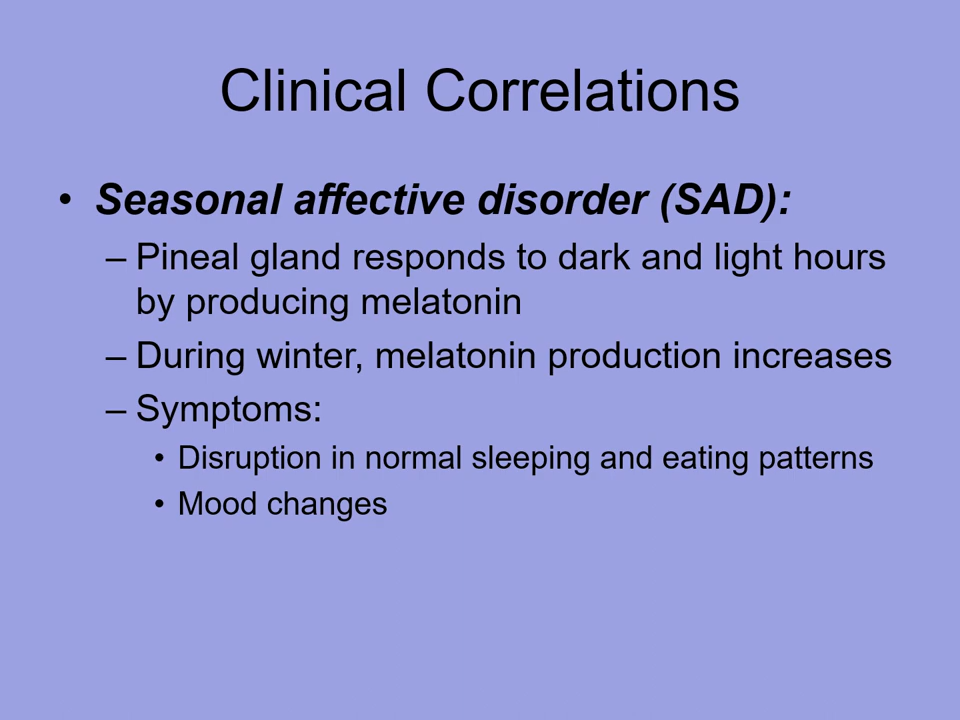 Clinical Correlations
• Seasonal affective disorder (SAD):
– Pineal gland responds to dark and light hours
by producing melatonin
– During winter, melatonin production increases
– Symptoms:
• Disruption in normal sleeping and eating patterns
• Mood changes